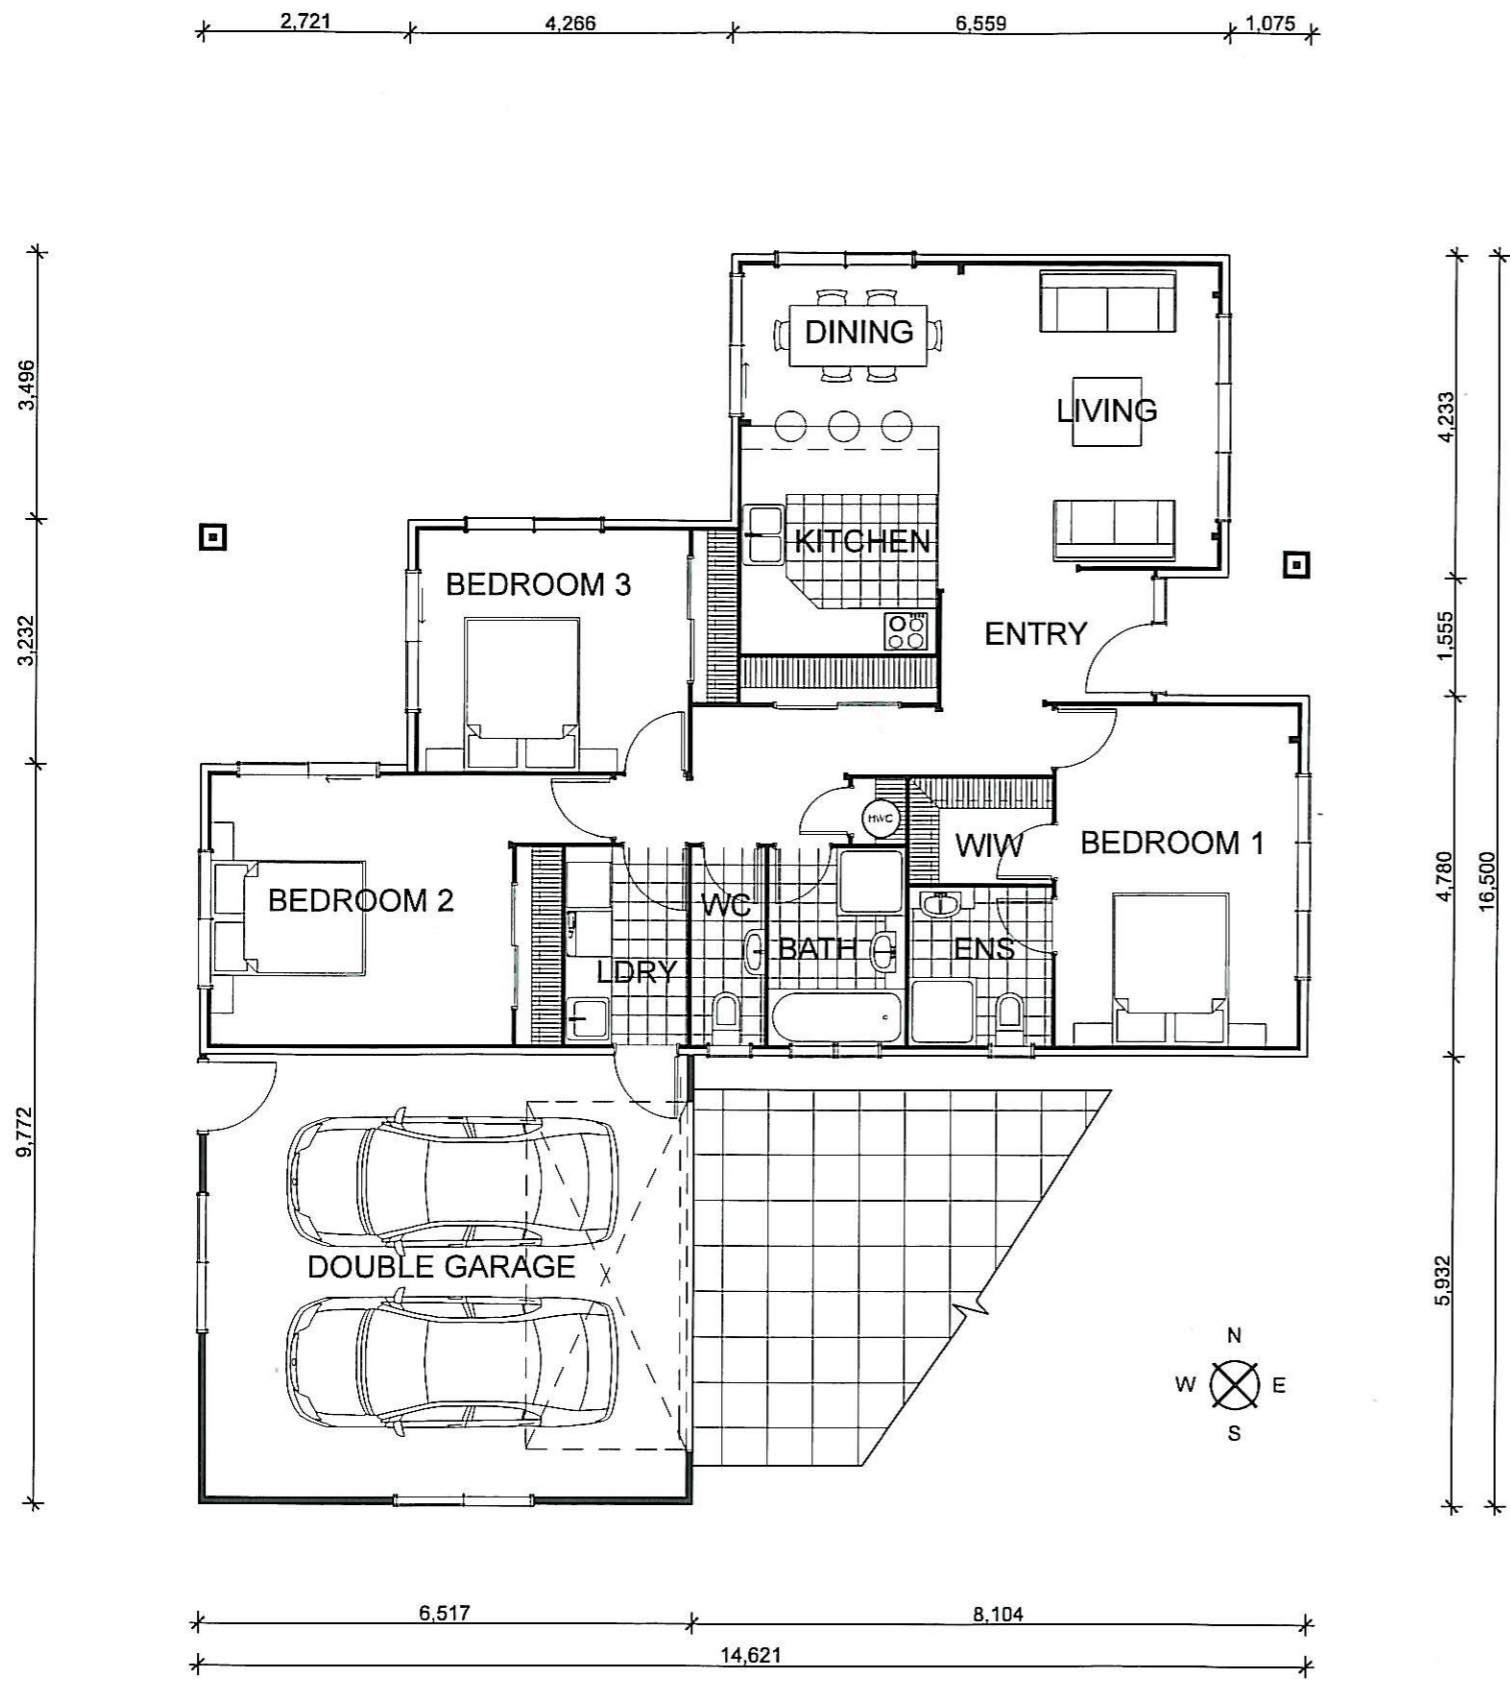 2,721
4,266
6,559
1,075
DINING
3,496
LIVING
4,233
KITCHEN
BEDROOM 3
ENTRY
3,232
1,555
HWC
WIW
BEDROOM 1
BEDROOM 2
WC
4,780
16,500
BATH
ENS
LDRY
9,772
DOUBLE GARAGE
5,932
N
W
E
S
6,517
8,104
14,621